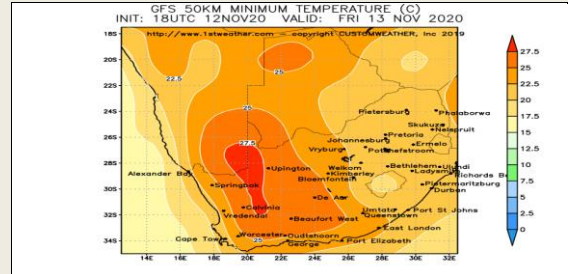 GFS 50KM MINIMUM TEMPERATURE (C)
INIT: 18UTC 12NOV20 VALID: FRI 13 NOV 2020
http://www.1stweather.com — copyright CUSTOMWEATHER, Inc 2019
18S
20S
22S
24S
26S
28S
30S
32S
34S
22.5
25
25
27.5
25
Pietersburg
Phalaborwa
Skukuza
Nelspruit
Pretoria
Johannesburg
Ermelo
Vryburg
Potchefstroom
Welkom
Bethlehem
Ulundi
Ladysmith
Richards Ba
Upington
Kimberley
Bloemfontein
Pietermaritzburg
Durban
Alexander Bay
Springbok
De Aar
Calvinia
Vredendal
Beaufort West
Umtata
Port St Johns
Queenstown
East London
Cape Town
Worcester
Oudtshoorn
George
Port Elizabeth
14E 16E 18E 20E 22E 24E 26E 28E 30E 32E
27.5
25
22.5
20
17.5
15
12.5
10
7.5
5
2.5
0